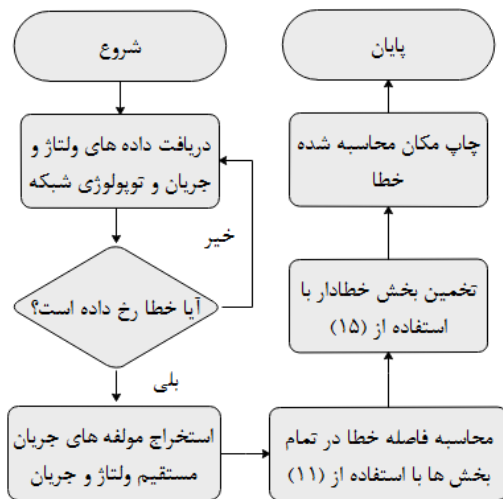 شروع
دریافت داده های ولتاژ و
جریان و توپولوژی شبکه
خیر
آیا خطا رخ داده است؟
بلی
استخراج مولفه های جریان
مستقیم ولتاژ و جریان
محاسبه فاصله خطا در تمام
بخش ها با استفاده از (۱۱)
تخمین بخش خطادار با
استفاده از (۱۵)
چاپ مکان محاسبه شده
خطا
پایان